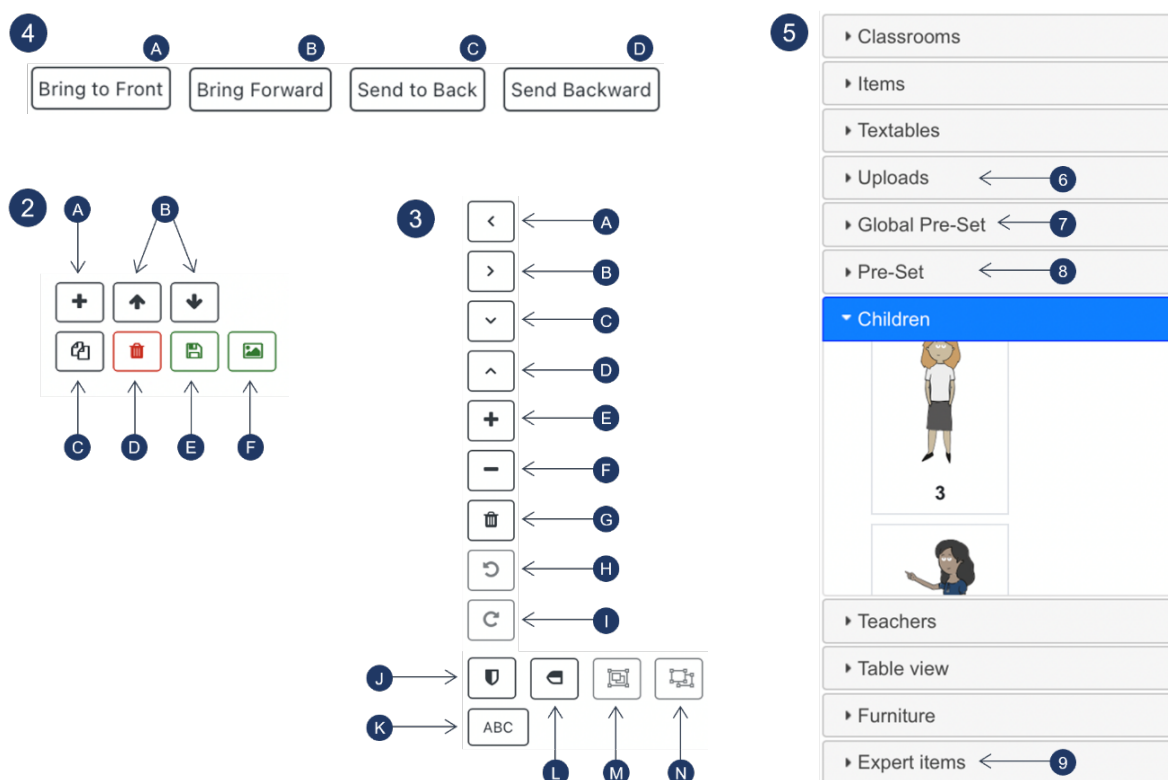 4
A B C D
Bring to Front Bring Forward Send to Back Send Backward
2
A B
C D E F
3
A
B
C
D
E
F
G
H
I
J
K
ABC
L M N
5
Classrooms
Items
Textables
Uploads 6
Global Pre-Set 7
Pre-Set 8
Children
3
Teachers
Table view
Furniture
Expert items 9